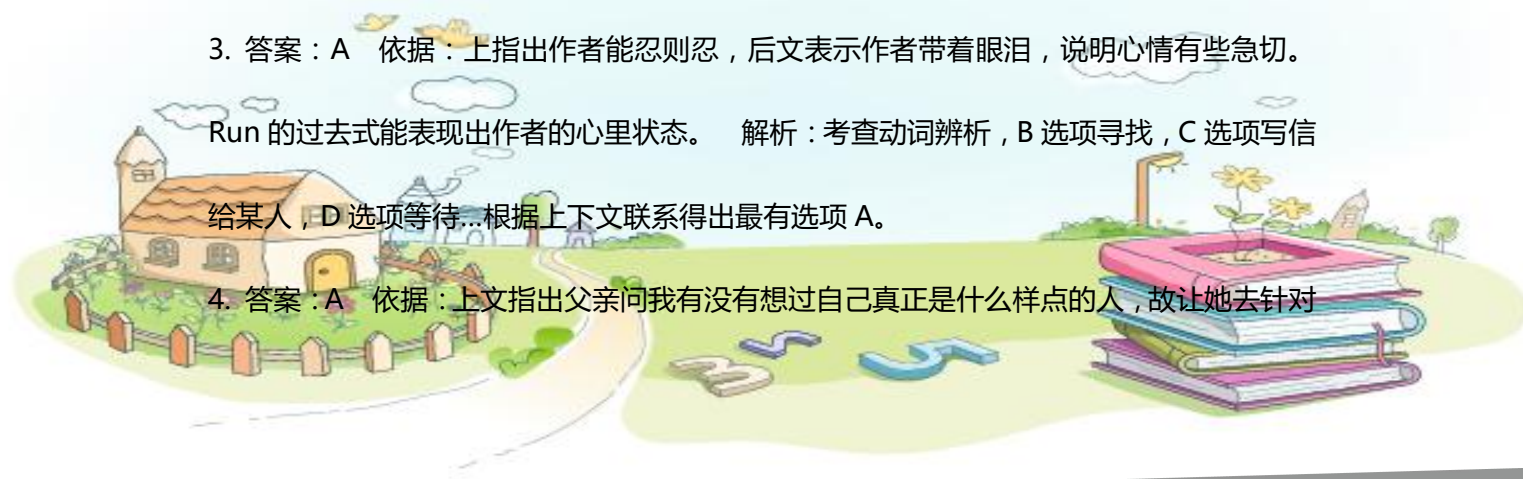 3. 答案：A 依据：上指出作者能忍则忍，后文表示作者带着眼泪，说明心情有些急切。
Run 的过去式能表现出作者的心里状态。 解析：考查动词辨析，B 选项寻找，C 选项写信
给某人，D 选项等待…根据上下文联系得出最有选项 A。
4. 答案：A 依据：上文指出父亲问我有没有想过自己真正是什么样点的人，故让她去针对